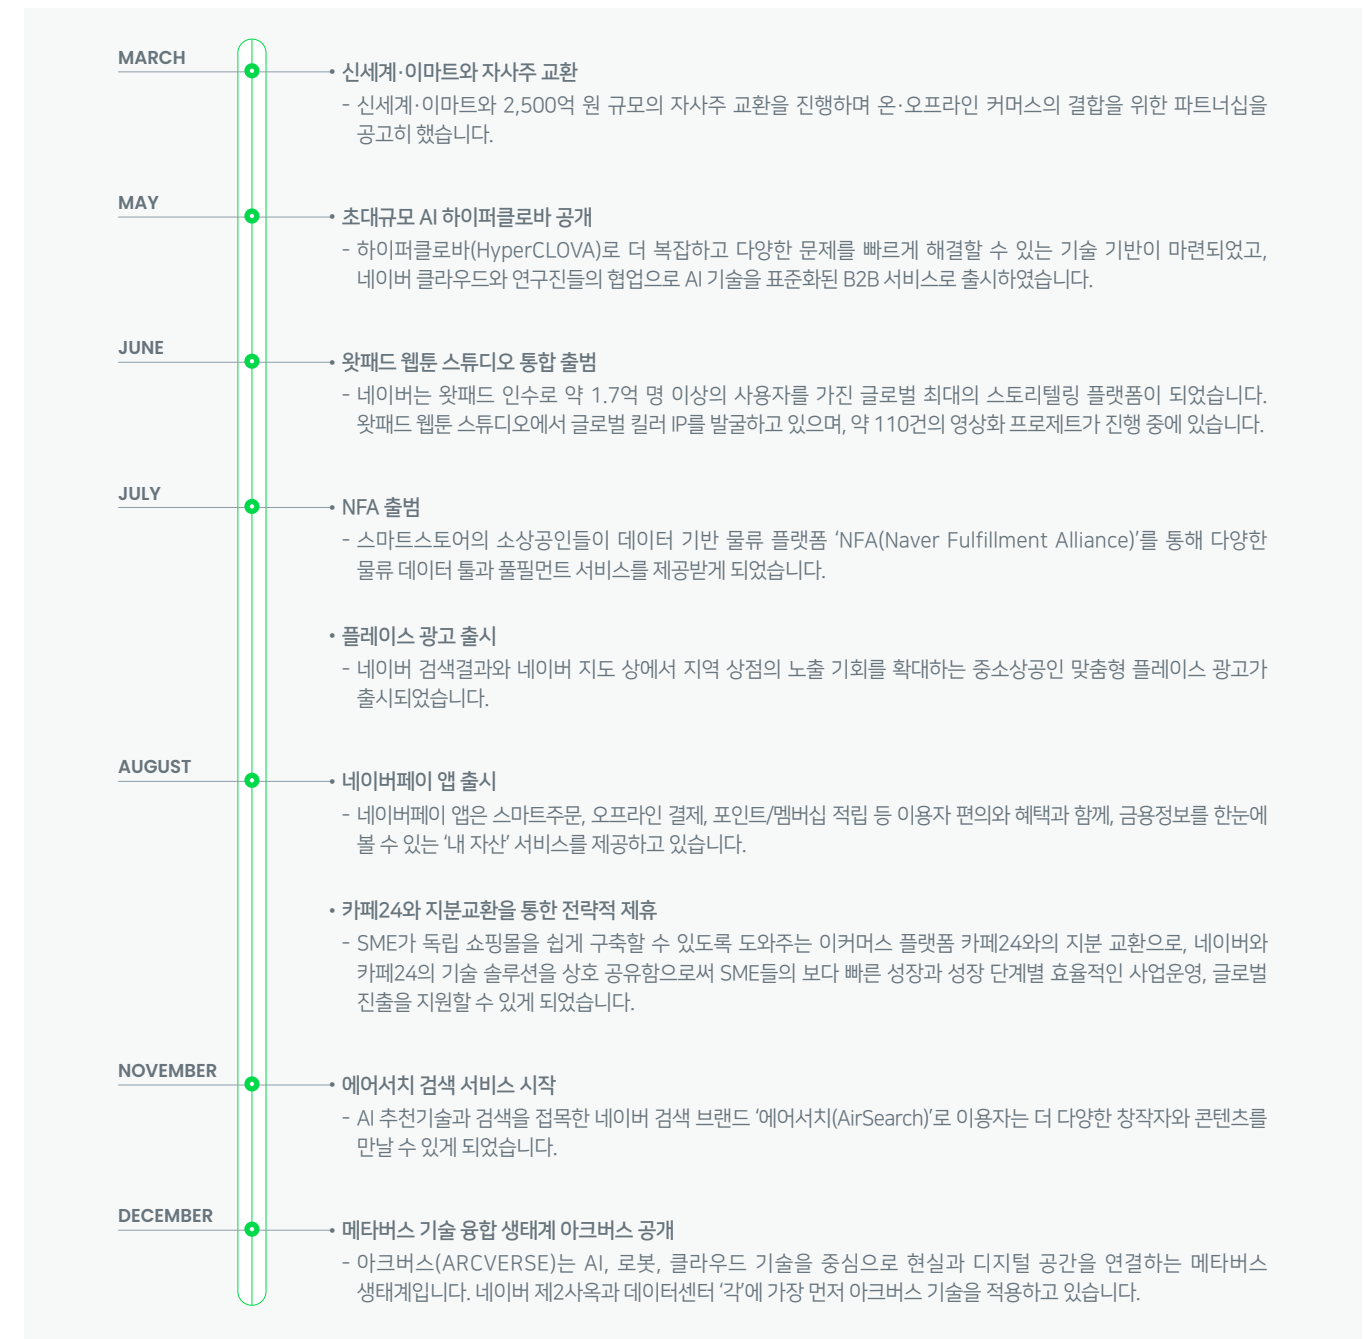 MARCH
• 신세계·이마트와 자사주 교환
- 신세계·이마트와 2,500억 원 규모의 자사주 교환을 진행하며 온·오프라인 커머스의 결합을 위한 파트너십을
공고히 했습니다.
MAY
• 초대규모 AI 하이퍼클로바 공개
- 하이퍼클로바(HyperCLOVA)로 더 복잡하고 다양한 문제를 빠르게 해결할 수 있는 기술 기반이 마련되었고,
네이버 클라우드와 연구진들의 협업으로 AI 기술을 표준화된 B2B 서비스로 출시하였습니다.
JUNE
• 왓패드 웹툰 스튜디오 통합 출범
- 네이버는 왓패드 인수로 약 1.7억 명 이상의 사용자를 가진 글로벌 최대의 스토리텔링 플랫폼이 되었습니다.
왓패드 웹툰 스튜디오에서 글로벌 킬러 IP를 발굴하고 있으며, 약 110건의 영상화 프로제트가 진행 중에 있습니다.
JULY
• NFA 출범
- 스마트스토어의 소상공인들이 데이터 기반 물류 플랫폼 ‘NFA(Naver Fulfillment Alliance)’를 통해 다양한
물류 데이터 툴과 풀필먼트 서비스를 제공받게 되었습니다.
• 플레이스 광고 출시
- 네이버 검색결과와 네이버 지도 상에서 지역 상점의 노출 기회를 확대하는 중소상공인 맞춤형 플레이스 광고가
출시되었습니다.
AUGUST
• 네이버페이 앱 출시
- 네이버페이 앱은 스마트주문, 오프라인 결제, 포인트/멤버십 적립 등 이용자 편의와 혜택과 함께, 금용정보를 한눈에
볼 수 있는 ‘내 자산’ 서비스를 제공하고 있습니다.
• 카페24와 지분교환을 통한 전략적 제휴
- SME가 독립 쇼핑몰을 쉽게 구축할 수 있도록 도와주는 이커머스 플랫폼 카페24와의 지분 교환으로, 네이버와
카페24의 기술 솔루션을 상호 공유함으로써 SME들의 보다 빠른 성장과 성장 단계별 효율적인 사업운영, 글로벌
진출을 지원할 수 있게 되었습니다.
NOVEMBER
• 에어서치 검색 서비스 시작
- AI 추천기술과 검색을 접목한 네이버 검색 브랜드 ‘에어서치(AirSearch)’로 이용자는 더 다양한 창작자와 콘텐츠를
만날 수 있게 되었습니다.
DECEMBER
• 메타버스 기술 융합 생태계 아크버스 공개
- 아크버스(ARCVERSE)는 AI, 로봇, 클라우드 기술을 중심으로 현실과 디지털 공간을 연결하는 메타버스
생태계입니다. 네이버 제2사옥과 데이터센터 ‘각’에 가장 먼저 아크버스 기술을 적용하고 있습니다.